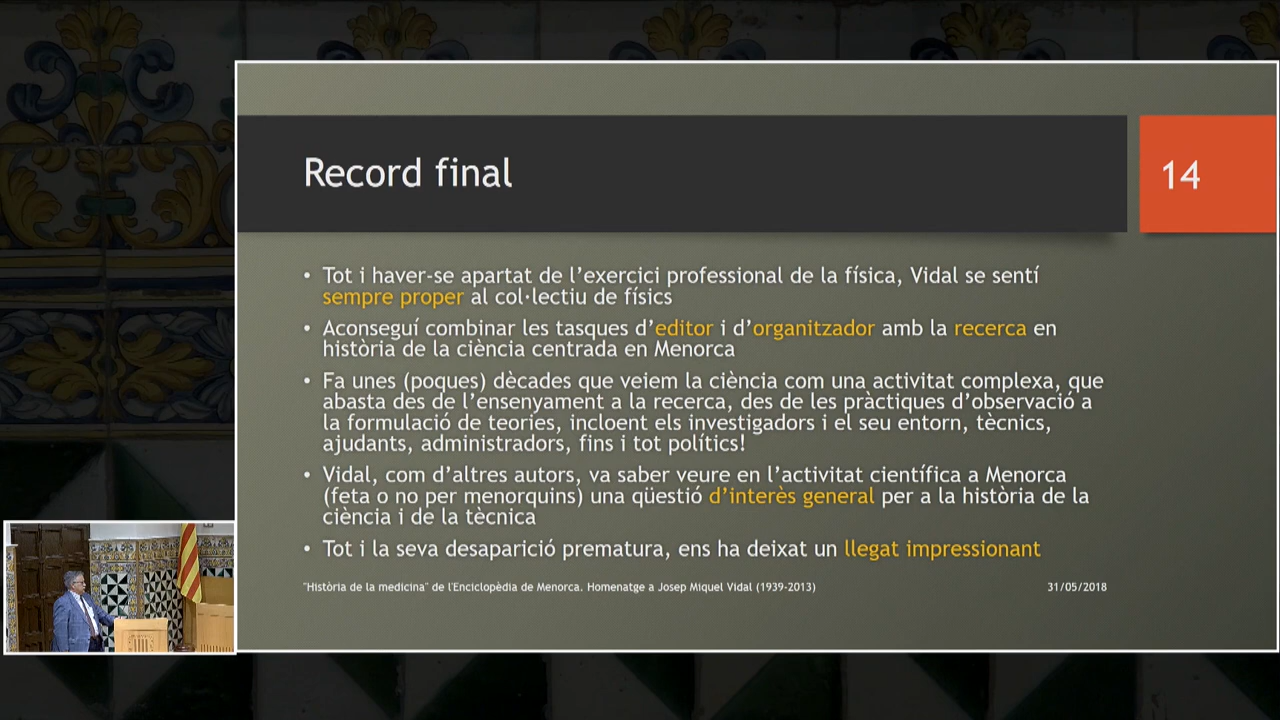 Record final
14
• Tot i haver-se apartat de l’exercici professional de la física, Vidal se sentí
sempre proper al col·lectiu de físics
• Aconseguí combinar les tasques d’editor i d’organitzador amb la recerca en
història de la ciència centrada en Menorca
• Fa unes (poques) dècades que veiem la ciència com una activitat complexa, que
abasta des de l’ensenyament a la recerca, des de les pràctiques d’observació a
la formulació de teories, incloent els investigadors i el seu entorn, tècnics,
ajudants, administradors, fins i tot polítics!
• Vidal, com d’altres autors, va saber veure en l’activitat científica a Menorca
(feta o no per menorquins) una qüestió d’interès general per a la història de la
ciència i de la tècnica
• Tot i la seva desaparició prematura, ens ha deixat un llegat impressionant
"Història de la medicina" de l'Enciclopèdia de Menorca. Homenatge a Josep Miquel Vidal (1939-2013)
31/05/2018